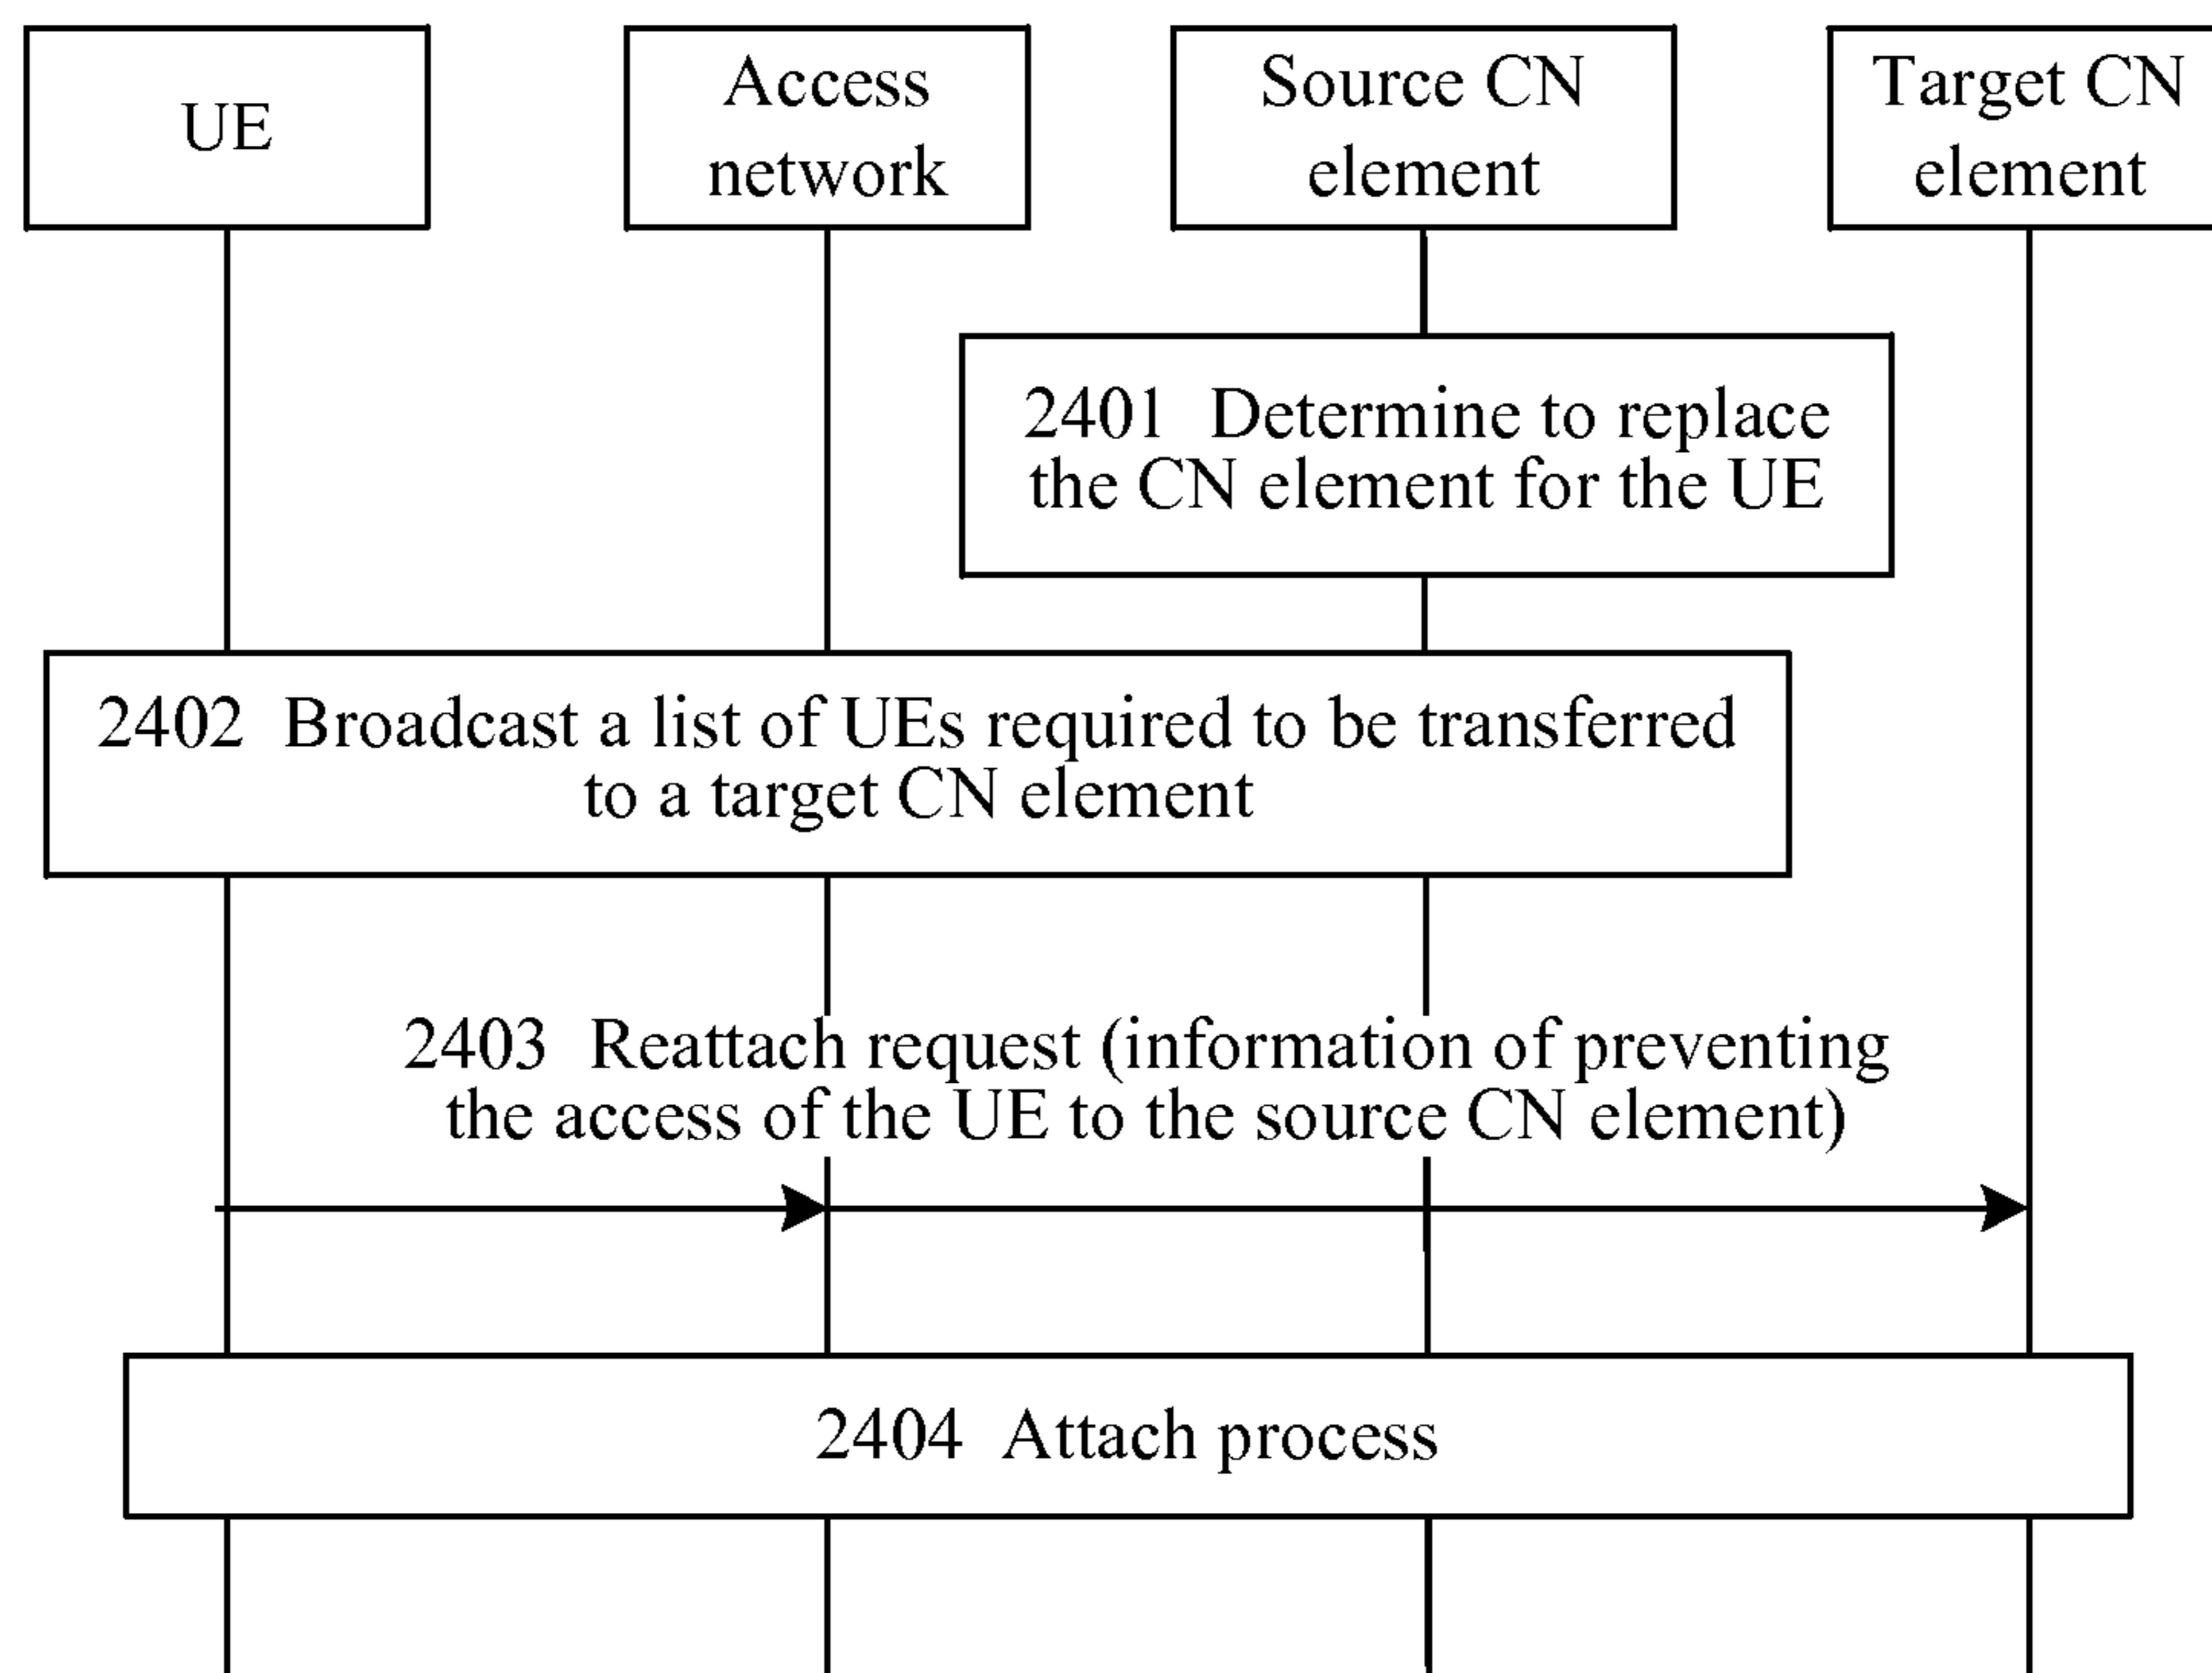 UE
Access
network
Source CN
element
Target CN
element
2401 Determine to replace
the CN element for the UE
2402 Broadcast a list of UEs required to be transferred
to a target CN element
2403 Reattach request (information of preventing
the access of the UE to the source CN element)
2404 Attach process